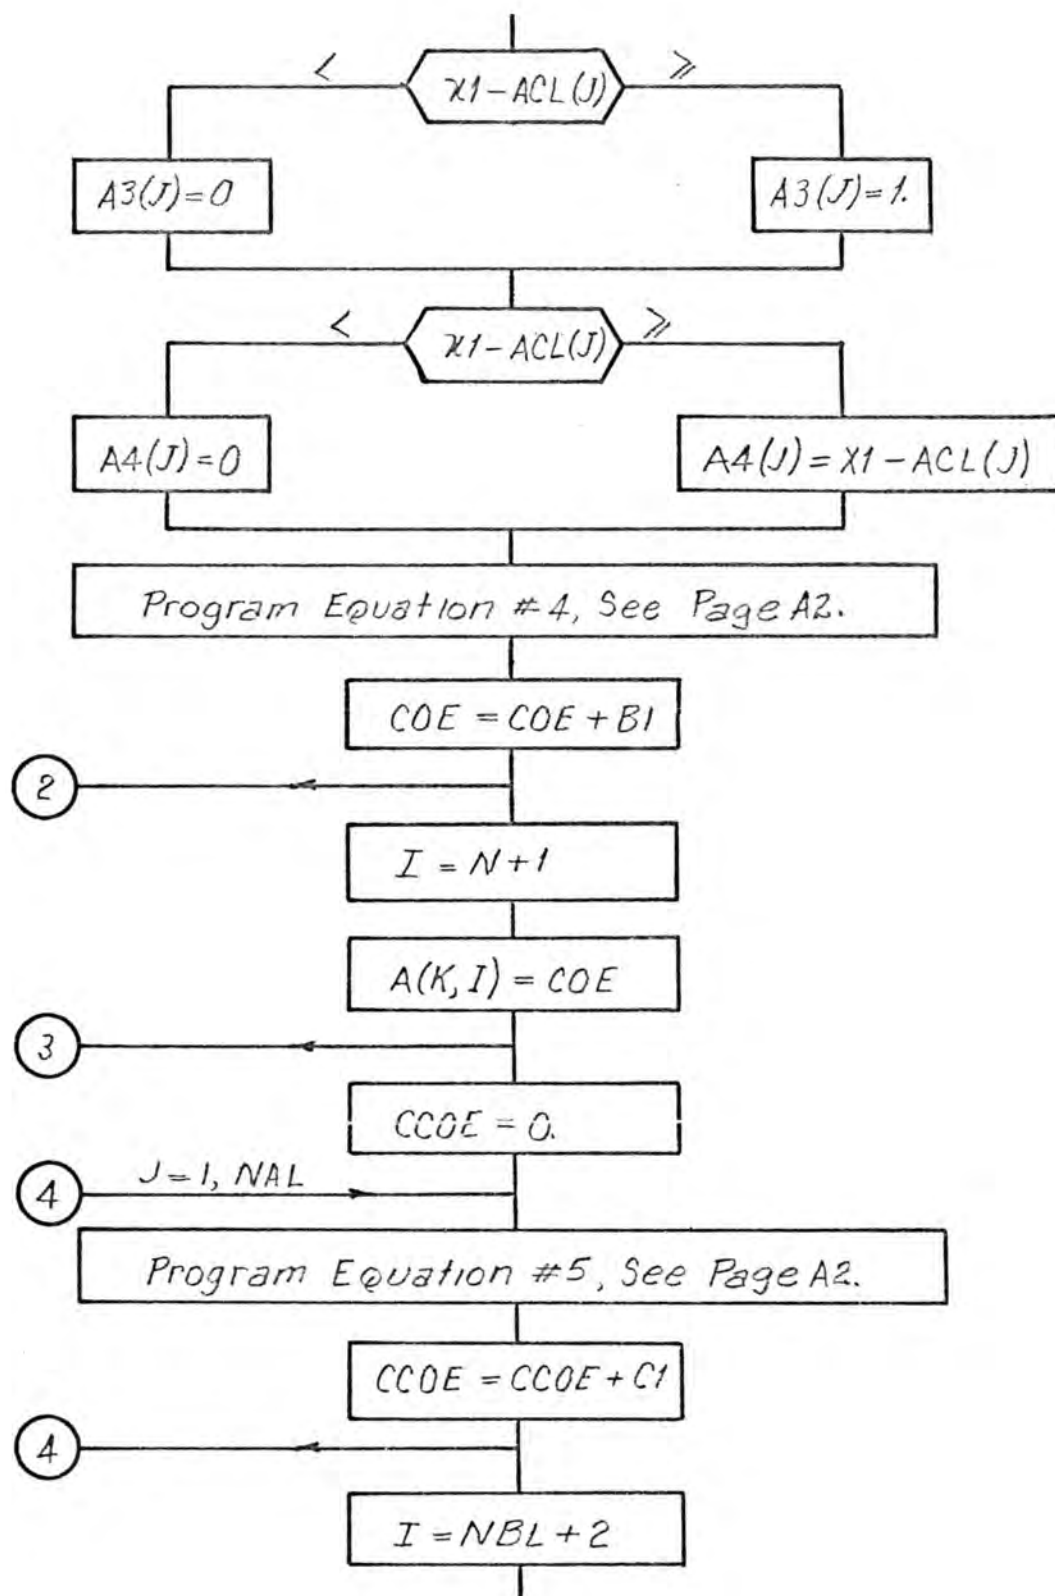 < x1-ACL(J) ≥
A3(J)=0 A3(J)=1.
< x1-ACL(J) ≥
A4(J)=0 A4(J)=X1-ACL(J)
Program Equation #4, See Page A2.
COE = COE + B1
2
I = N+1
A(K,I) = COE
3
CCOE = 0.
4 J=1, NAL
Program Equation #5, See Page A2.
CCOE = CCOE + C1
4
I = NBL + 2